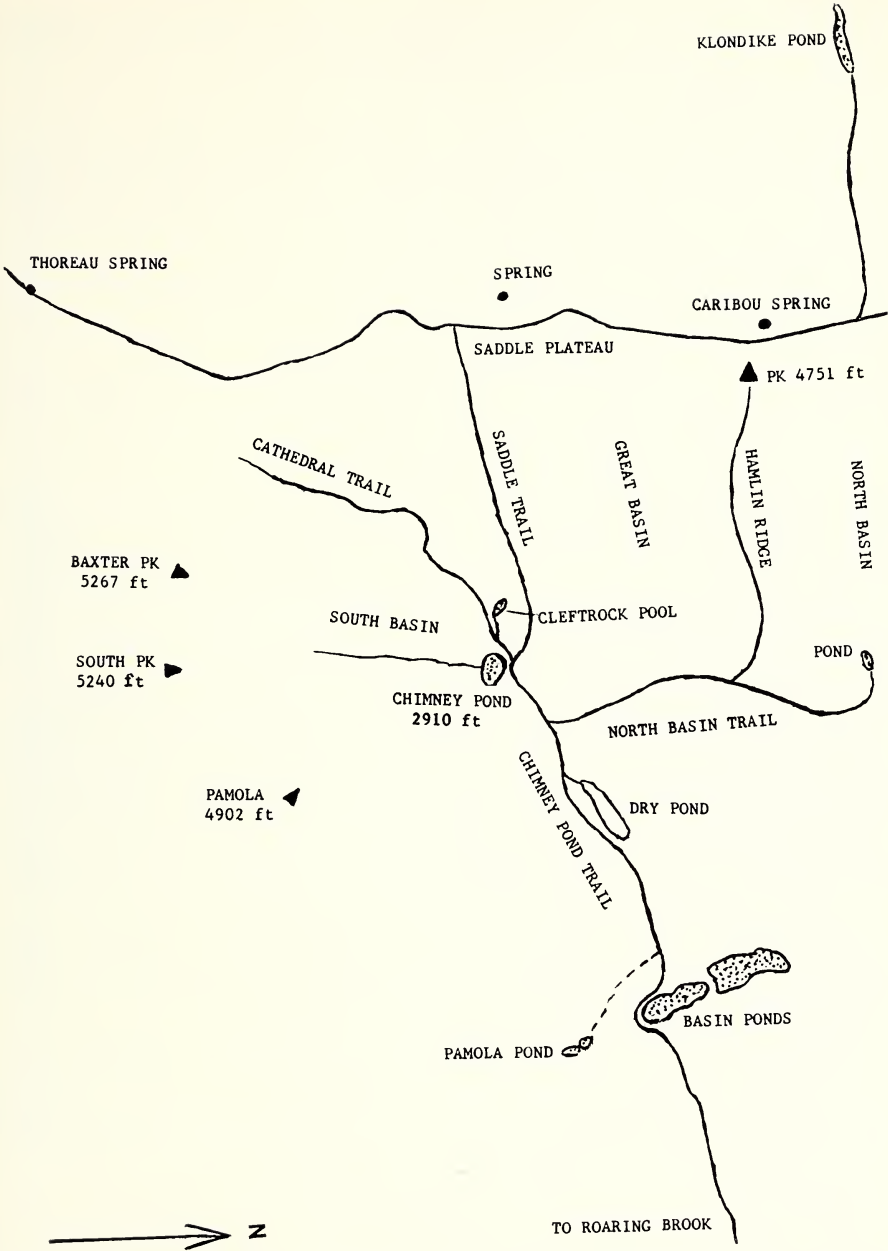 KLONDIKE POND
THOREAU SPRING
SPRING
CARIBOU SPRING
SADDLE PLATEAU
PK 4751 ft
CATHEDRAL TRAIL
SADDLE TRAIL
GREAT BASIN
HAMLIN RIDGE
NORTH BASIN
BAXTER PK
5267 ft
SOUTH BASIN
CLEFTROCK POOL
SOUTH PK
5240 ft
POND
CHIMNEY POND
2910 ft
NORTH BASIN TRAIL
PAMOLA
4902 ft
CHIMNEY POND TRAIL
DRY POND
BASIN PONDS
PAMOLA POND
TO ROARING BROOK
N